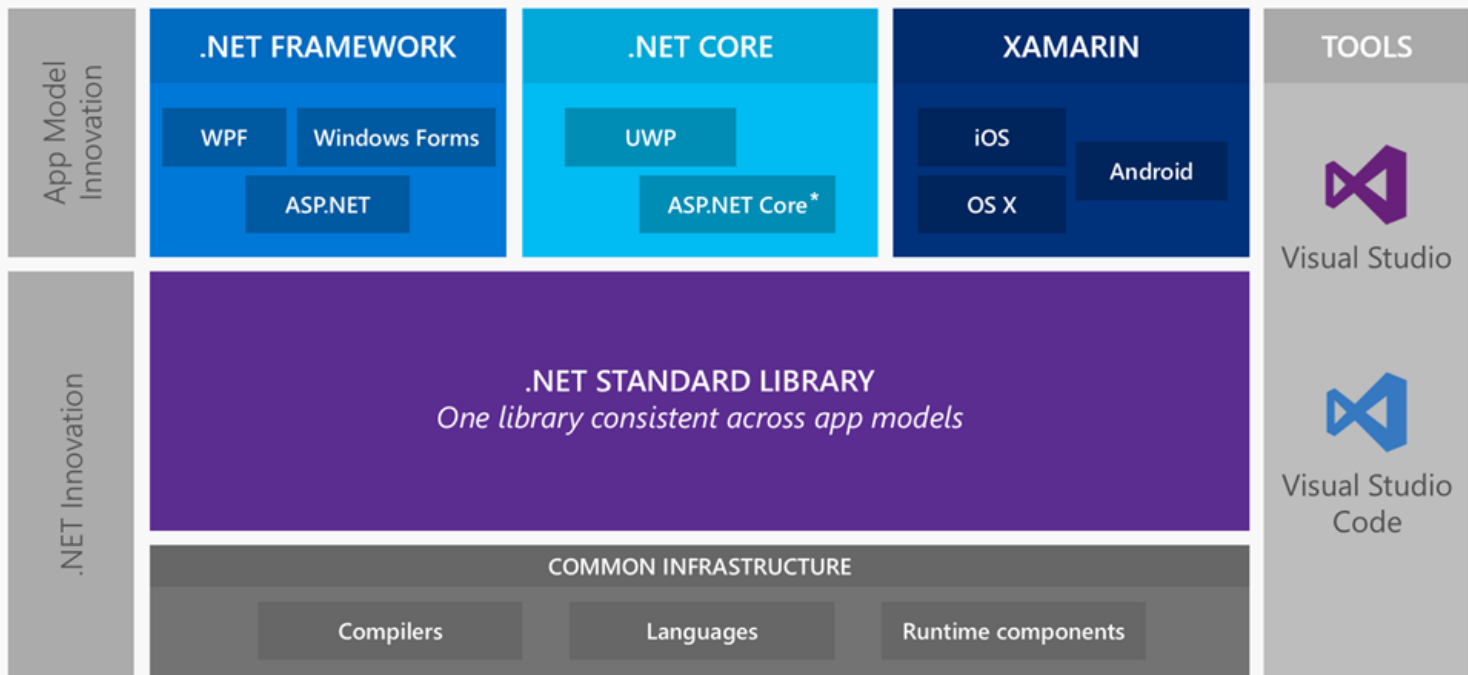 App Model
Innovation
.NET FRAMEWORK
WPF
Windows Forms
ASP.NET
.NET CORE
UWP
ASP.NET Core*
XAMARIN
iOS
Android
OS X
TOOLS
Visual Studio
Visual Studio
Code
.NET Innovation
.NET STANDARD LIBRARY
One library consistent across app models
COMMON INFRASTRUCTURE
Compilers
Languages
Runtime components